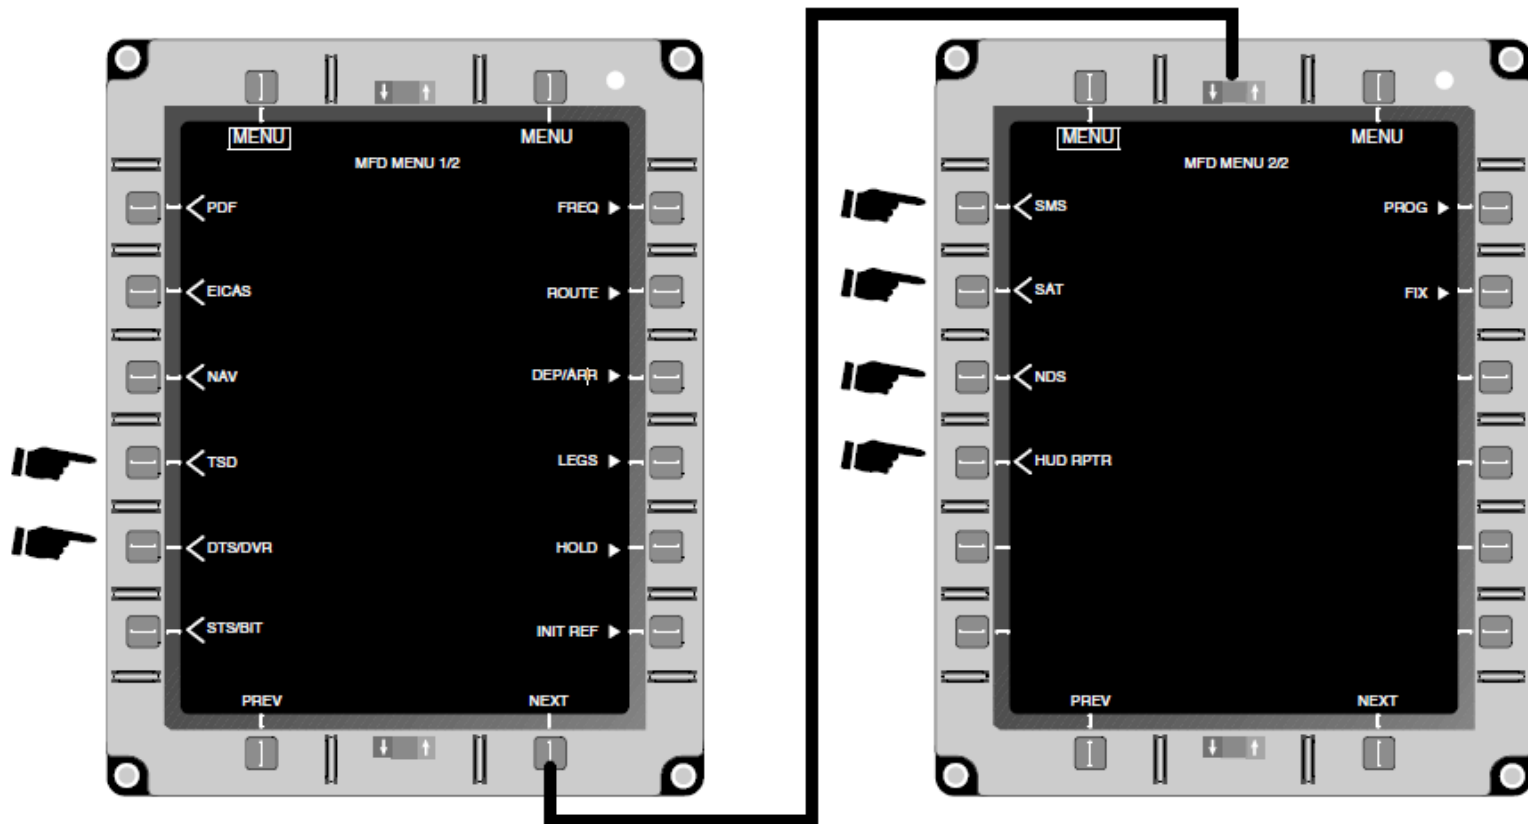 MENU MENU
MFD MENU 1/2
PDF FREQ
EICAS ROUTE
NAV DEP/ARR
TSD LEGS
DTS/DVR HOLD
STS/BIT INIT REF
PREV NEXT
MENU MENU
MFD MENU 2/2
SMS PROG
SAT FIX
NDS
HUD RPTR
PREV NEXT